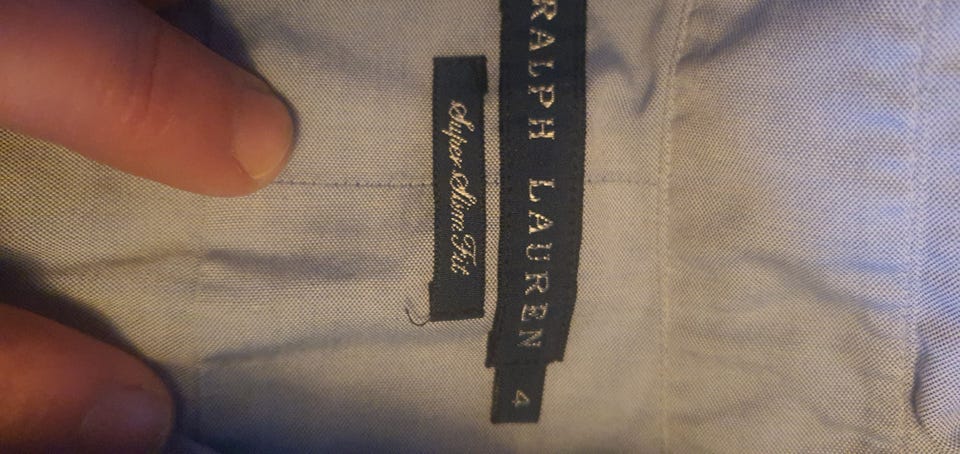 RALPH LAUREN
4
Super Slim Fit